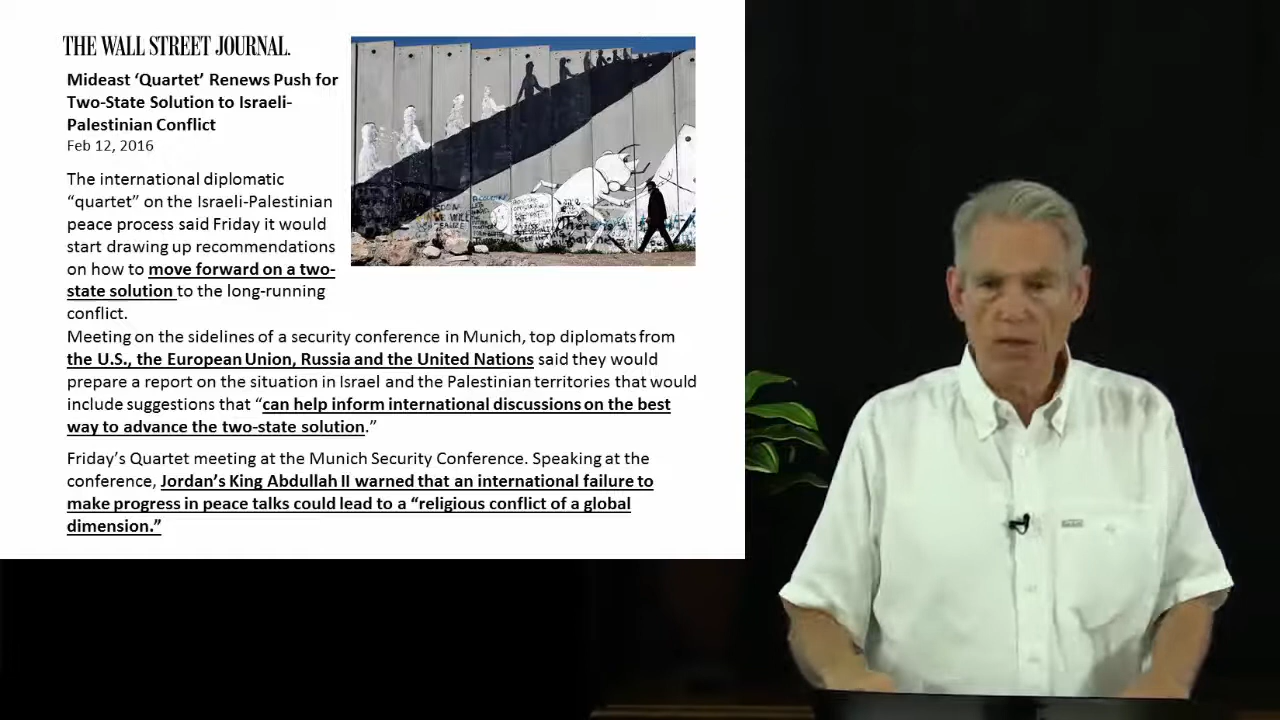 THE WALL STREET JOURNAL.
Mideast ‘Quartet’ Renews Push for
Two-State Solution to Israeli-
Palestinian Conflict
Feb 12, 2016
The international diplomatic
“quartet” on the Israeli-Palestinian
peace process said Friday it would
start drawing up recommendations
on how to move forward on a two-
state solution to the long-running
conflict.
Meeting on the sidelines of a security conference in Munich, top diplomats from
the U.S., the European Union, Russia and the United Nations said they would
prepare a report on the situation in Israel and the Palestinian territories that would
include suggestions that “can help inform international discussions on the best
way to advance the two-state solution.”
Friday’s Quartet meeting at the Munich Security Conference. Speaking at the
conference, Jordan’s King Abdullah II warned that an international failure to
make progress in peace talks could lead to a “religious conflict of a global
dimension.”